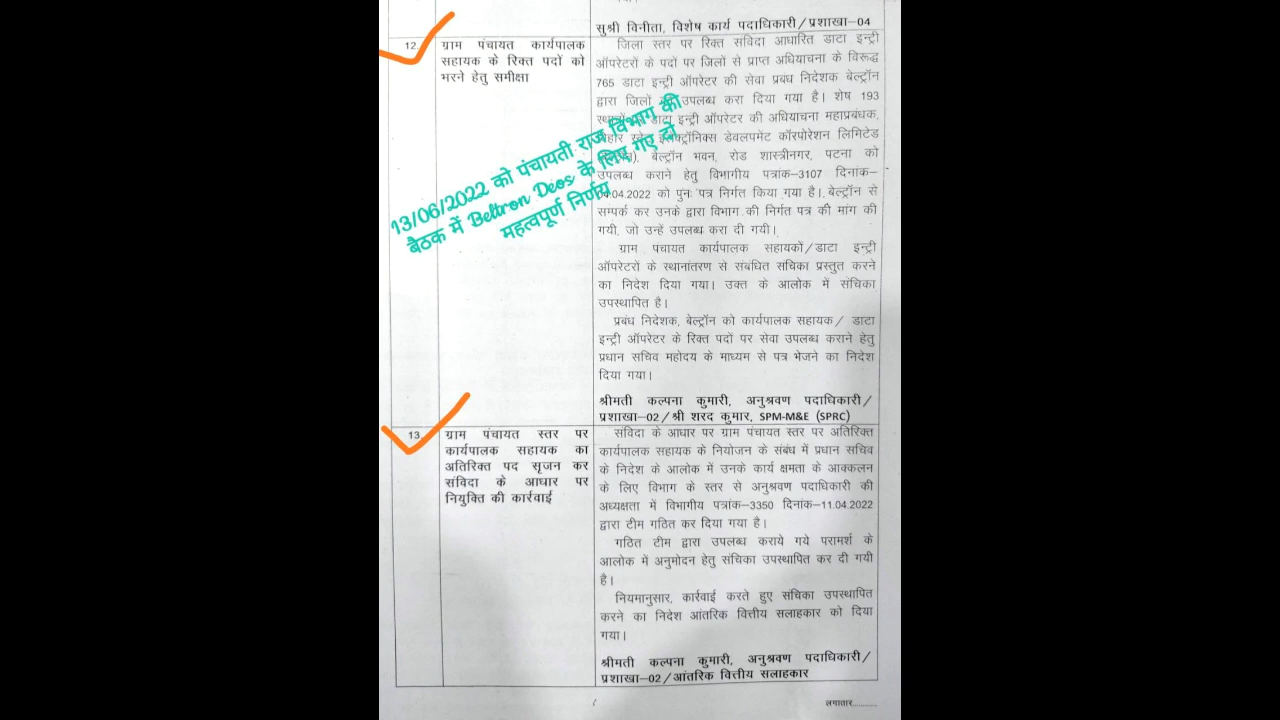 सुश्री विनीता, विशेष कार्य पदाधिकारी/प्रशाखा–04
12.
ग्राम पंचायत कार्यपालक
सहायक के रिक्त पदों को
भरने हेतु समीक्षा
जिला स्तर पर रिक्त संविदा आधारित डाटा इन्ट्री
ऑपरेटरों के पदों पर जिलों से प्राप्त अधियाचना के विरूद्ध
765 डाटा इन्ट्री ऑपरेटर की सेवा प्रबंध निदेशक बेल्ट्रॉन
द्वारा जिलों उपलब्ध करा दिया गया है। शेष 193
डाटा इन्ट्री ऑपरेटर की अधियाचना महाप्रबंधक,
इलेक्ट्रॉनिक्स डेवलपमेंट कॉरपोरेशन लिमिटेड
बेल्ट्रॉन भवन, रोड शास्त्रीनगर, पटना को
उपलब्ध कराने हेतु विभागीय पत्रांक–3107 दिनांक–
04.2022 को पुनः पत्र निर्गत किया गया है। बेल्ट्रॉन से
सम्पर्क कर उनके द्वारा विभाग की निर्गत पत्र की मांग की
गयी, जो उन्हें उपलब्ध करा दी गयी।
ग्राम पंचायत कार्यपालक सहायकों/डाटा इन्ट्री
ऑपरेटरों के स्थानांतरण से संबंधित संचिका प्रस्तुत करने
का निदेश दिया गया। उक्त के आलोक में संचिका
उपस्थापित है।
प्रबंध निदेशक, बेल्ट्रॉन को कार्यपालक सहायक/ डाटा
इन्ट्री ऑपरेटर के रिक्त पदों पर सेवा उपलब्ध कराने हेतु
प्रधान सचिव महोदय के माध्यम से पत्र भेजने का निदेश
दिया गया।
श्रीमती कल्पना कुमारी, अनुश्रवण पदाधिकारी/
प्रशाखा–02/श्री शरद कुमार, SPM-M&E (SPRC)
13/06/2022 को पंचायती राज विभाग की
बैठक में Beltron Deos के लिए गए दो
महत्वपूर्ण निर्णय
13
ग्राम पंचायत स्तर पर
कार्यपालक सहायक का
अतिरिक्त पद सृजन कर
संविदा के आधार पर
नियुक्ति की कार्रवाई
संविदा के आधार पर ग्राम पंचायत स्तर पर अतिरिक्त
कार्यपालक सहायक के नियोजन के संबंध में प्रधान सचिव
के निदेश के आलोक में उनके कार्य क्षमता के आक्कलन
के लिए विभाग के स्तर से अनुश्रवण पदाधिकारी की
अध्यक्षता में विभागीय पत्रांक–3350 दिनांक–11.04.2022
द्वारा टीम गठित कर दिया गया है।
गठित टीम द्वारा उपलब्ध कराये गये परामर्श के
आलोक में अनुमोदन हेतु संचिका उपस्थापित कर दी गयी
है।
नियमानुसार, कार्रवाई करते हुए संचिका उपस्थापित
करने का निदेश आंतरिक वित्तीय सलाहकार को दिया
गया।
श्रीमती कल्पना कुमारी, अनुश्रवण पदाधिकारी/
प्रशाखा–02/आंतरिक वित्तीय सलाहकार
लगातार...........